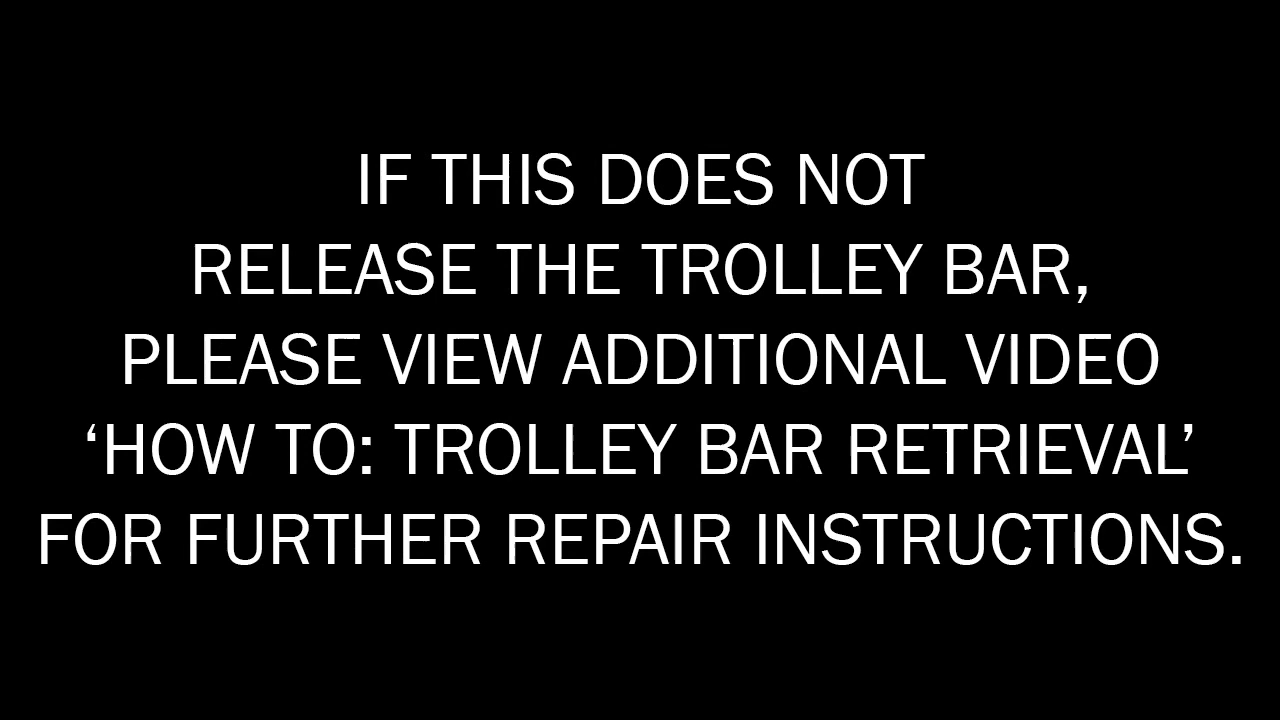 IF THIS DOES NOT
RELEASE THE TROLLEY BAR,
PLEASE VIEW ADDITIONAL VIDEO
‘HOW TO: TROLLEY BAR RETRIEVAL’
FOR FURTHER REPAIR INSTRUCTIONS.